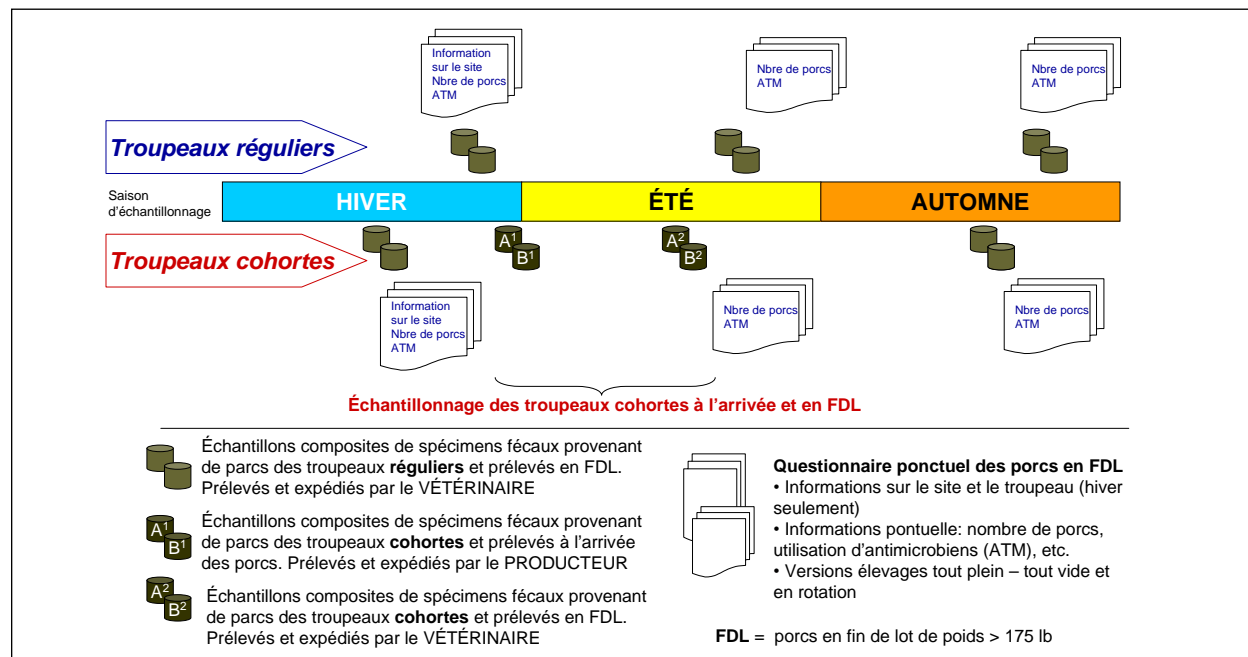 Information
sur le site
Nbre de porcs
ATM
Nbre de porcs
ATM
Nbre de porcs
ATM
Troupeaux réguliers
Saison
d'échantillonnage
HIVER
ÉTÉ
AUTOMNE
Troupeaux cohortes
A¹
B¹
A²
B²
Information
sur le site
Nbre de porcs
ATM
Nbre de porcs
ATM
Nbre de porcs
ATM
Échantillonnage des troupeaux cohortes à l'arrivée et en FDL
Échantillons composites de spécimens fécaux provenant
de parcs des troupeaux réguliers et prélevés en FDL.
Prélevés et expédiés par le VÉTÉRINAIRE
A¹
B¹
Échantillons composites de spécimens fécaux provenant
de parcs des troupeaux cohortes et prélevés à l'arrivée
des porcs. Prélevés et expédiés par le PRODUCTEUR
A²
B²
Échantillons composites de spécimens fécaux provenant
de parcs des troupeaux cohortes et prélevés en FDL.
Prélevés et expédiés par le VÉTÉRINAIRE
Questionnaire ponctuel des porcs en FDL
• Informations sur le site et le troupeau (hiver
seulement)
• Informations pontuelle: nombre de porcs,
utilisation d'antimicrobiens (ATM), etc.
• Versions élevages tout plein – tout vide et
en rotation
FDL = porcs en fin de lot de poids > 175 lb